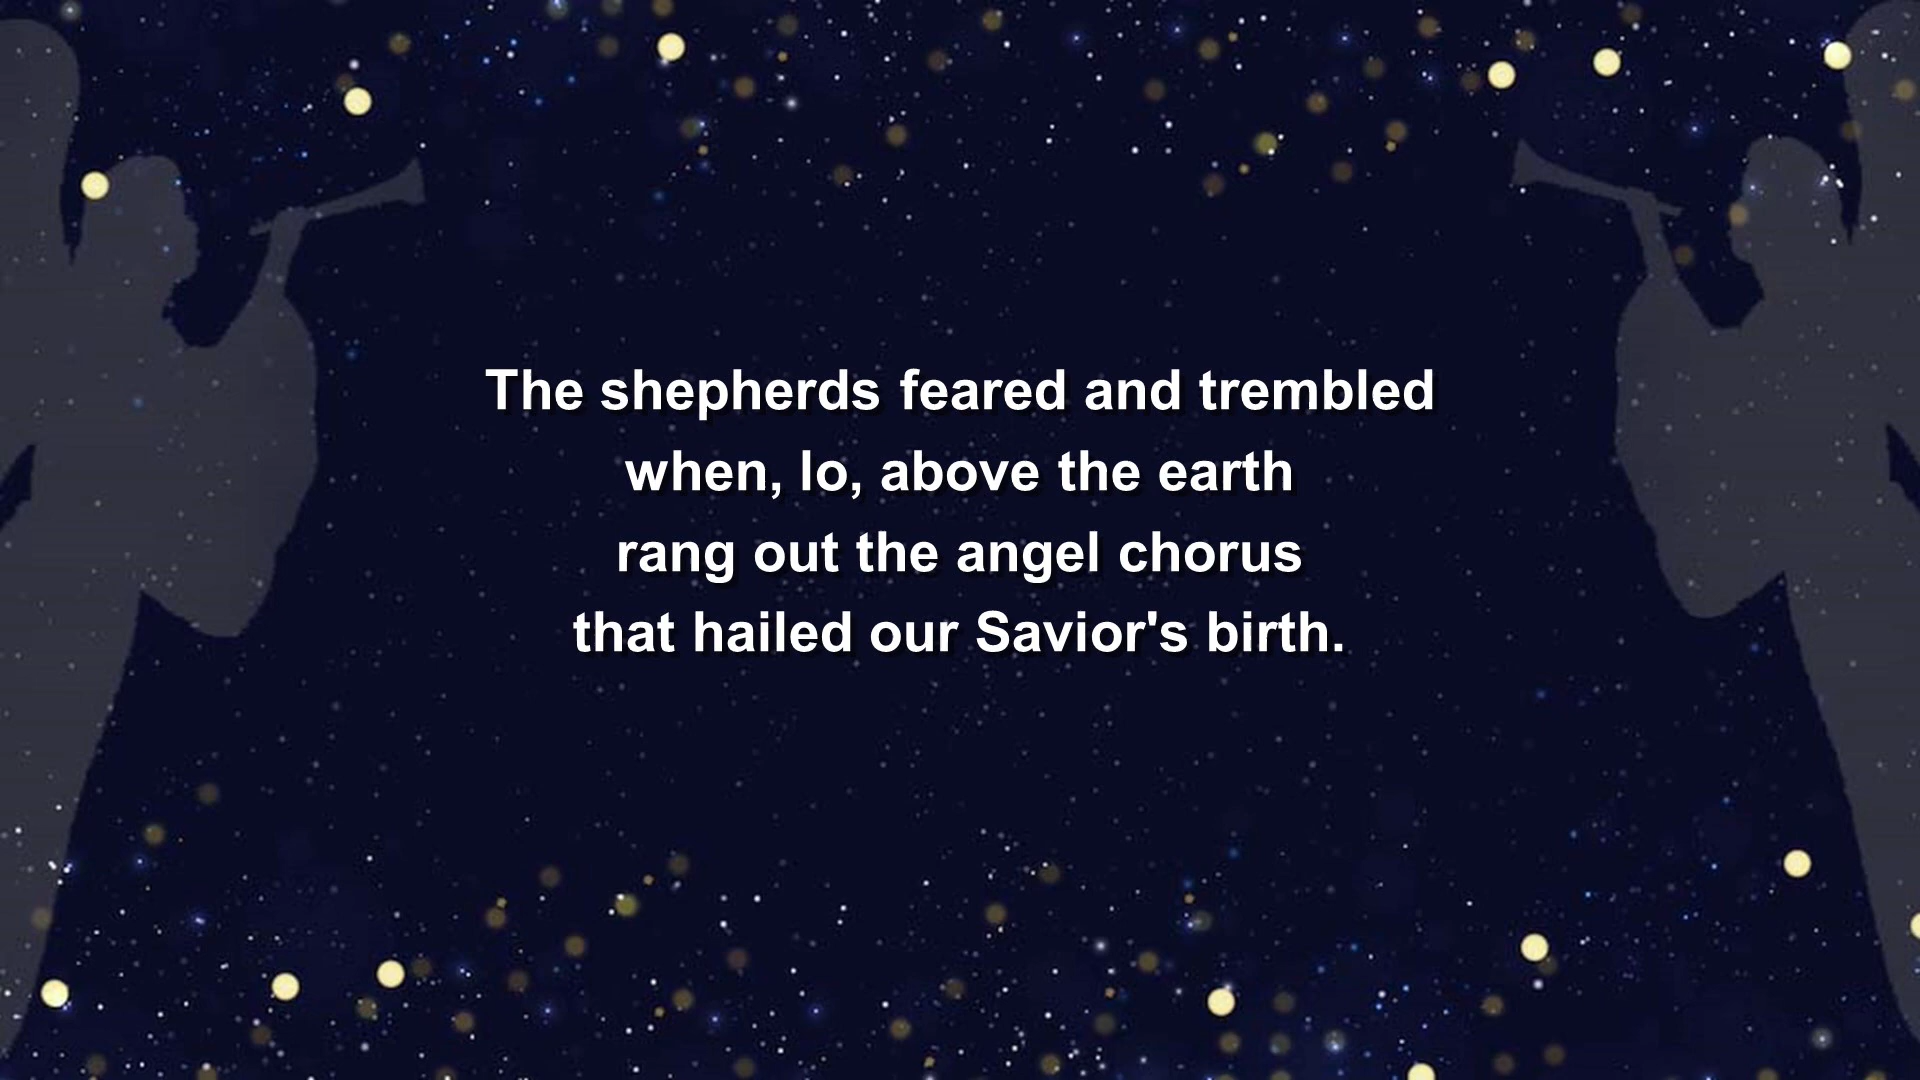 The shepherds feared and trembled
when, lo, above the earth
rang out the angel chorus
that hailed our Savior's birth.